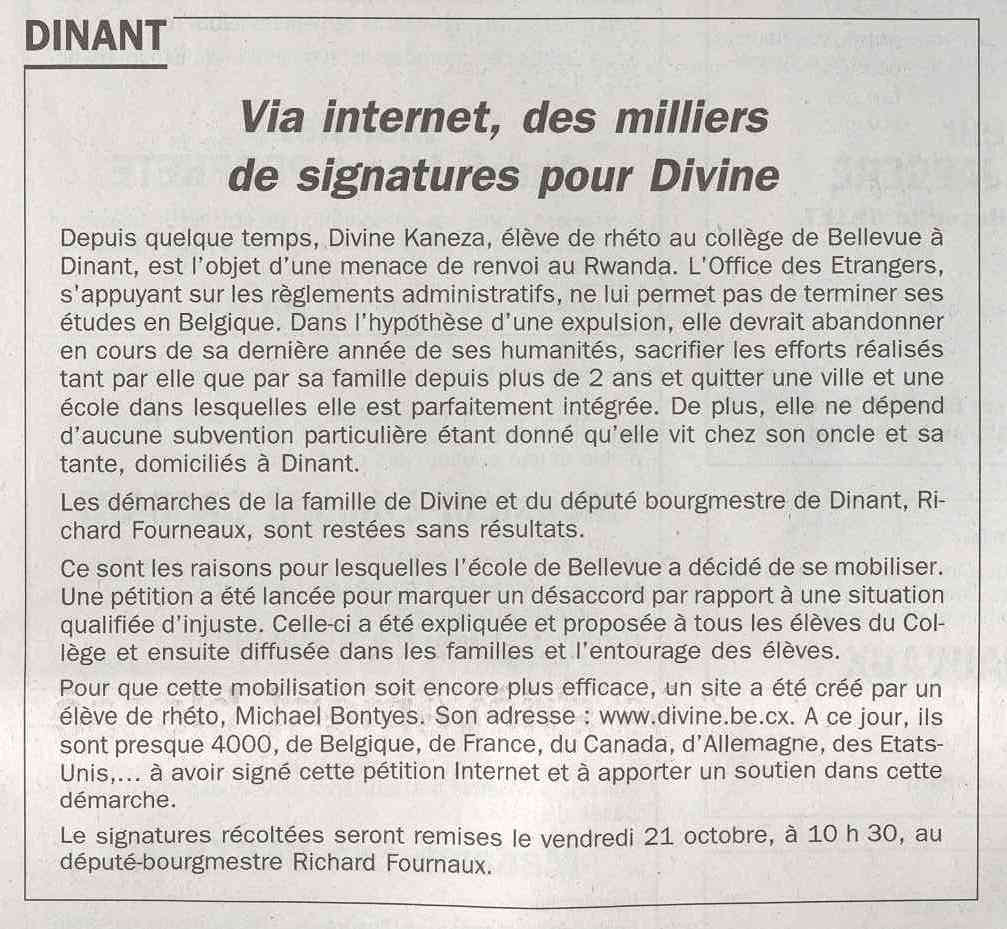 DINANT
Via internet, des milliers
de signatures pour Divine
Depuis quelque temps, Divine Kaneza, élève de rhéto au collège de Bellevue à
Dinant, est l'objet d'une menace de renvoi au Rwanda. L'Office des Etrangers,
s'appuyant sur les règlements administratifs, ne lui permet pas de terminer ses
études en Belgique. Dans l'hypothèse d'une expulsion, elle devrait abandonner
en cours de sa dernière année de ses humanités, sacrifier les efforts réalisés
tant par elle que par sa famille depuis plus de 2 ans et quitter une ville et une
école dans lesquelles elle est parfaitement intégrée. De plus, elle ne dépend
d'aucune subvention particulière étant donné qu'elle vit chez son oncle et sa
tante, domiciliés à Dinant.
Les démarches de la famille de Divine et du député bourgmestre de Dinant, Ri-
chard Fourneaux, sont restées sans résultats.
Ce sont les raisons pour lesquelles l'école de Bellevue a décidé de se mobiliser.
Une pétition a été lancée pour marquer un désaccord par rapport à une situation
qualifiée d'injuste. Celle-ci a été expliquée et proposée à tous les élèves du Col-
lège et ensuite diffusée dans les familles et l'entourage des élèves.
Pour que cette mobilisation soit encore plus efficace, un site a été créé par un
élève de rhéto, Michael Bontyes. Son adresse : www.divine.be.cx. A ce jour, ils
sont presque 4000, de Belgique, de France, du Canada, d'Allemagne, des Etats-
Unis,... à avoir signé cette pétition Internet et à apporter un soutien dans cette
démarche.
Le signatures récoltées seront remises le vendredi 21 octobre, à 10 h 30, au
député-bourgmestre Richard Fournaux.